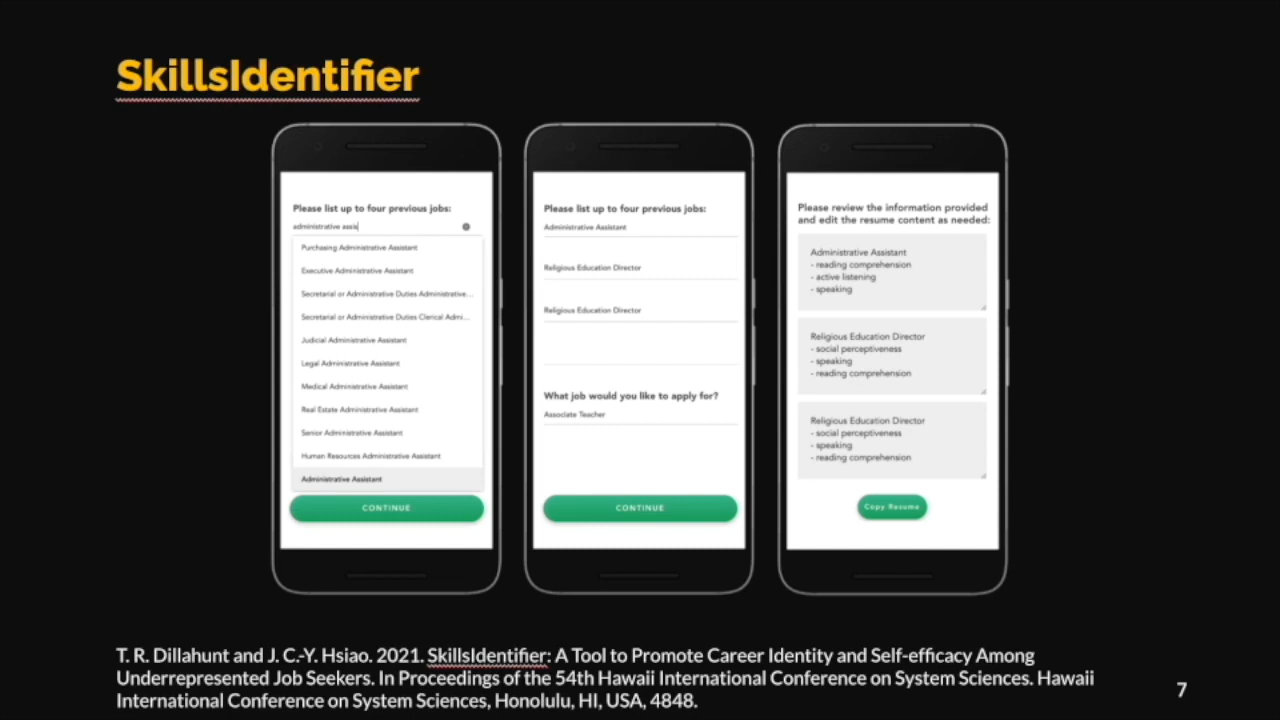 SkillsIdentifier
Please list up to four previous jobs:
administrative assis
Purchasing Administrative Assistant
Executive Administrative Assistant
Secretarial or Administrative Duties Administrative...
Secretarial or Administrative Duties Clerical Admi...
Judicial Administrative Assistant
Legal Administrative Assistant
Medical Administrative Assistant
Real Estate Administrative Assistant
Senior Administrative Assistant
Human Resources Administrative Assistant
Administrative Assistant
CONTINUE
Please list up to four previous jobs:
Administrative Assistant
Religious Education Director
Religious Education Director
What job would you like to apply for?
Associate Teacher
CONTINUE
Please review the information provided
and edit the resume content as needed:
Administrative Assistant
- reading comprehension
- active listening
- speaking
Religious Education Director
- social perceptiveness
- speaking
- reading comprehension
Religious Education Director
- social perceptiveness
- speaking
- reading comprehension
Copy Resume
T. R. Dillahunt and J. C.-Y. Hsiao. 2021. SkillsIdentifier: A Tool to Promote Career Identity and Self-efficacy Among
Underrepresented Job Seekers. In Proceedings of the 54th Hawaii International Conference on System Sciences. Hawaii
International Conference on System Sciences, Honolulu, HI, USA, 4848.
7